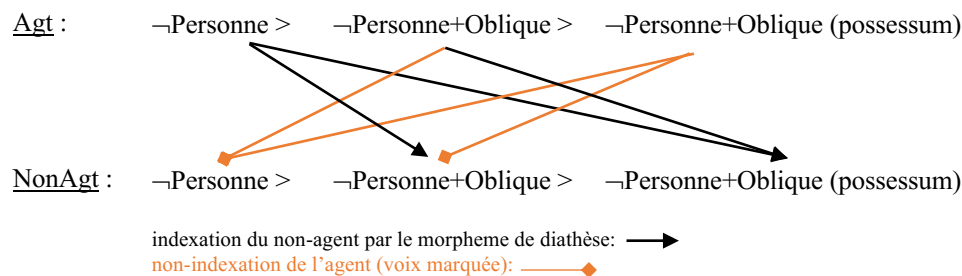 Agt : ¬Personne > ¬Personne+Oblique > ¬Personne+Oblique (possessum)
NonAgt : ¬Personne > ¬Personne+Oblique > ¬Personne+Oblique (possessum)
indexation du non-agent par le morpheme de diathèse:
non-indexation de l’agent (voix marquée):